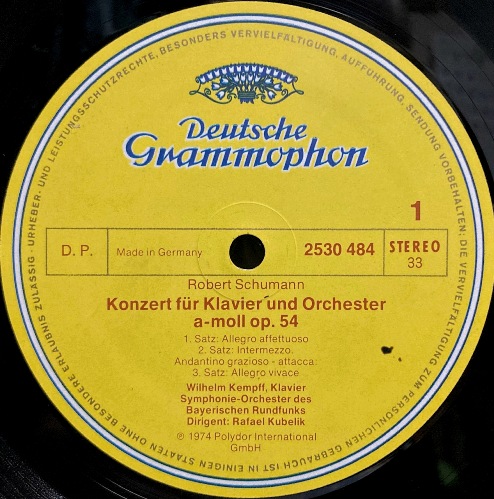 URHEBER- UND LEISTUNGSSCHUTZRECHTE, BESONDERS VERVIELFÄLTIGUNG, AUFFÜHRUNG, SENDUNG VORBEHALTEN: DIE VERVIELFÄLTIGUNG ZUM PERSÖNLICHEN GEBRAUCH IST IN EINIGEN STAATEN OHNE BESONDERE ERLAUBNIS ZULÄSSIG -
Deutsche
Grammophon
1
D. P. Made in Germany 2530 484 STEREO
33
Robert Schumann
Konzert für Klavier und Orchester
a-moll op. 54
1. Satz: Allegro affettuoso
2. Satz: Intermezzo.
Andantino grazioso - attacca:
3. Satz: Allegro vivace
Wilhelm Kempff, Klavier
Symphonie-Orchester des
Bayerischen Rundfunks
Dirigent: Rafael Kubelik
℗ 1974 Polydor International
GmbH